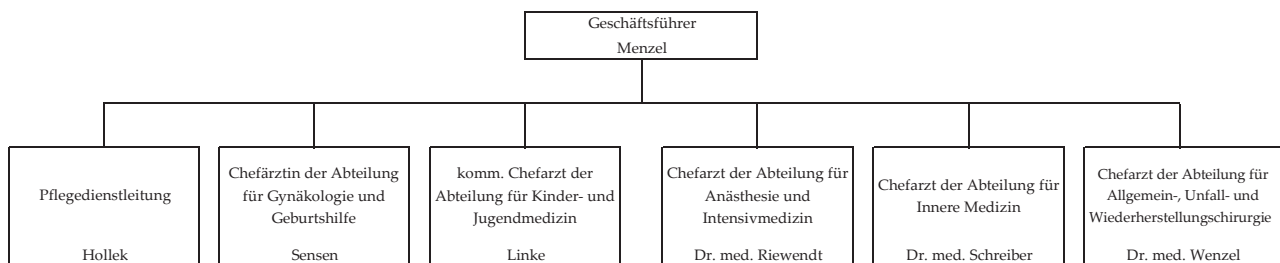 Geschäftsführer
Menzel
Pflegedienstleitung
Hollek
Chefärztin der Abteilung
für Gynäkologie und
Geburtshilfe
Sensen
komm. Chefarzt der
Abteilung für Kinder- und
Jugendmedizin
Linke
Chefarzt der Abteilung für
Anästhesie und
Intensivmedizin
Dr. med. Riewendt
Chefarzt der Abteilung für
Innere Medizin
Dr. med. Schreiber
Chefarzt der Abteilung für
Allgemein-, Unfall- und
Wiederherstellungschirurgie
Dr. med. Wenzel